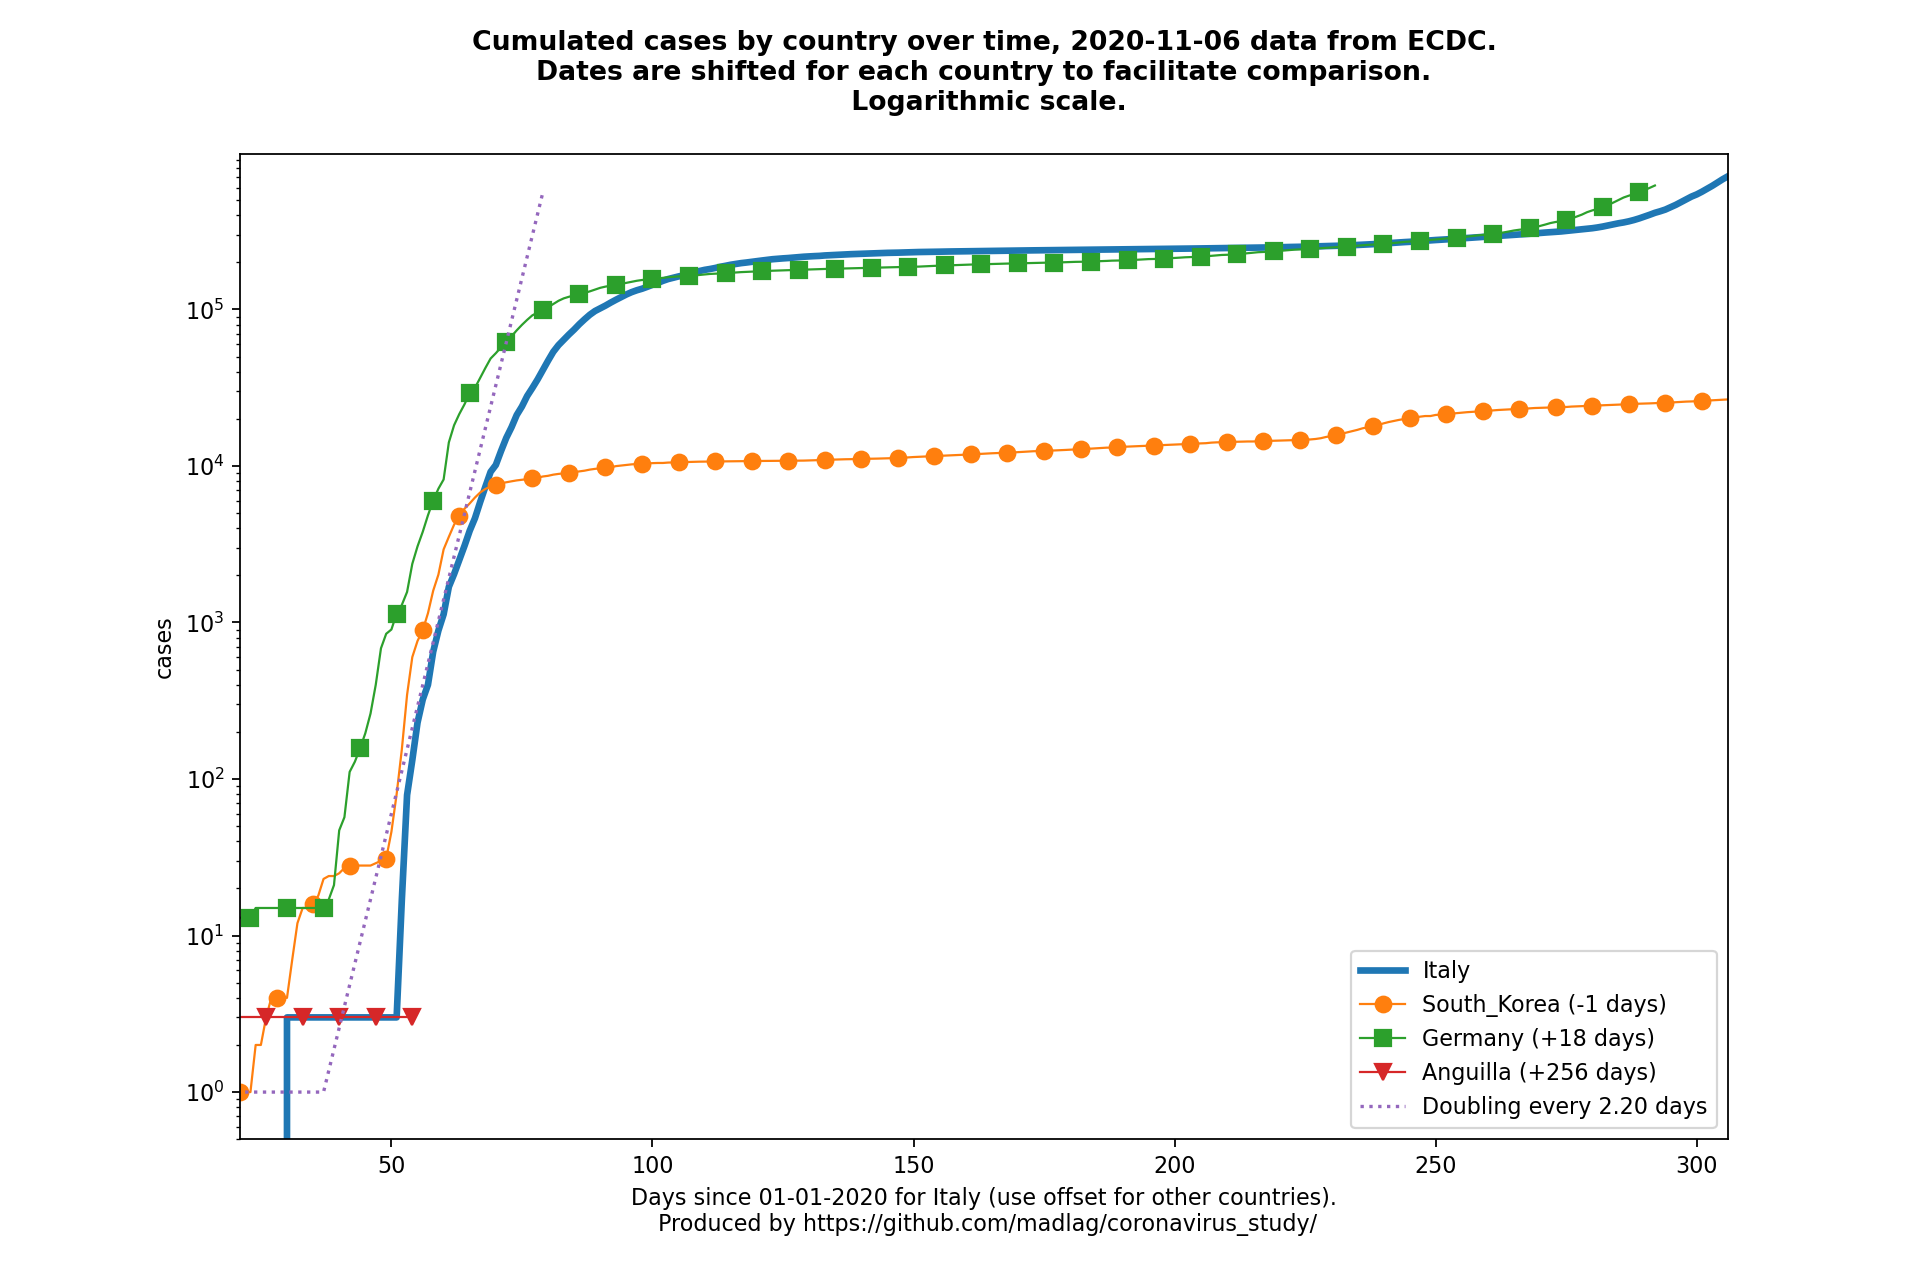 Cumulated cases by country over time, 2020-11-06 data from ECDC.
Dates are shifted for each country to facilitate comparison.
Logarithmic scale.
cases
10^5
10^4
10^3
10^2
10^1
10^0
Italy
South_Korea (-1 days)
Germany (+18 days)
Anguilla (+256 days)
Doubling every 2.20 days
50 100 150 200 250 300
Days since 01-01-2020 for Italy (use offset for other countries).
Produced by https://github.com/madlag/coronavirus_study/